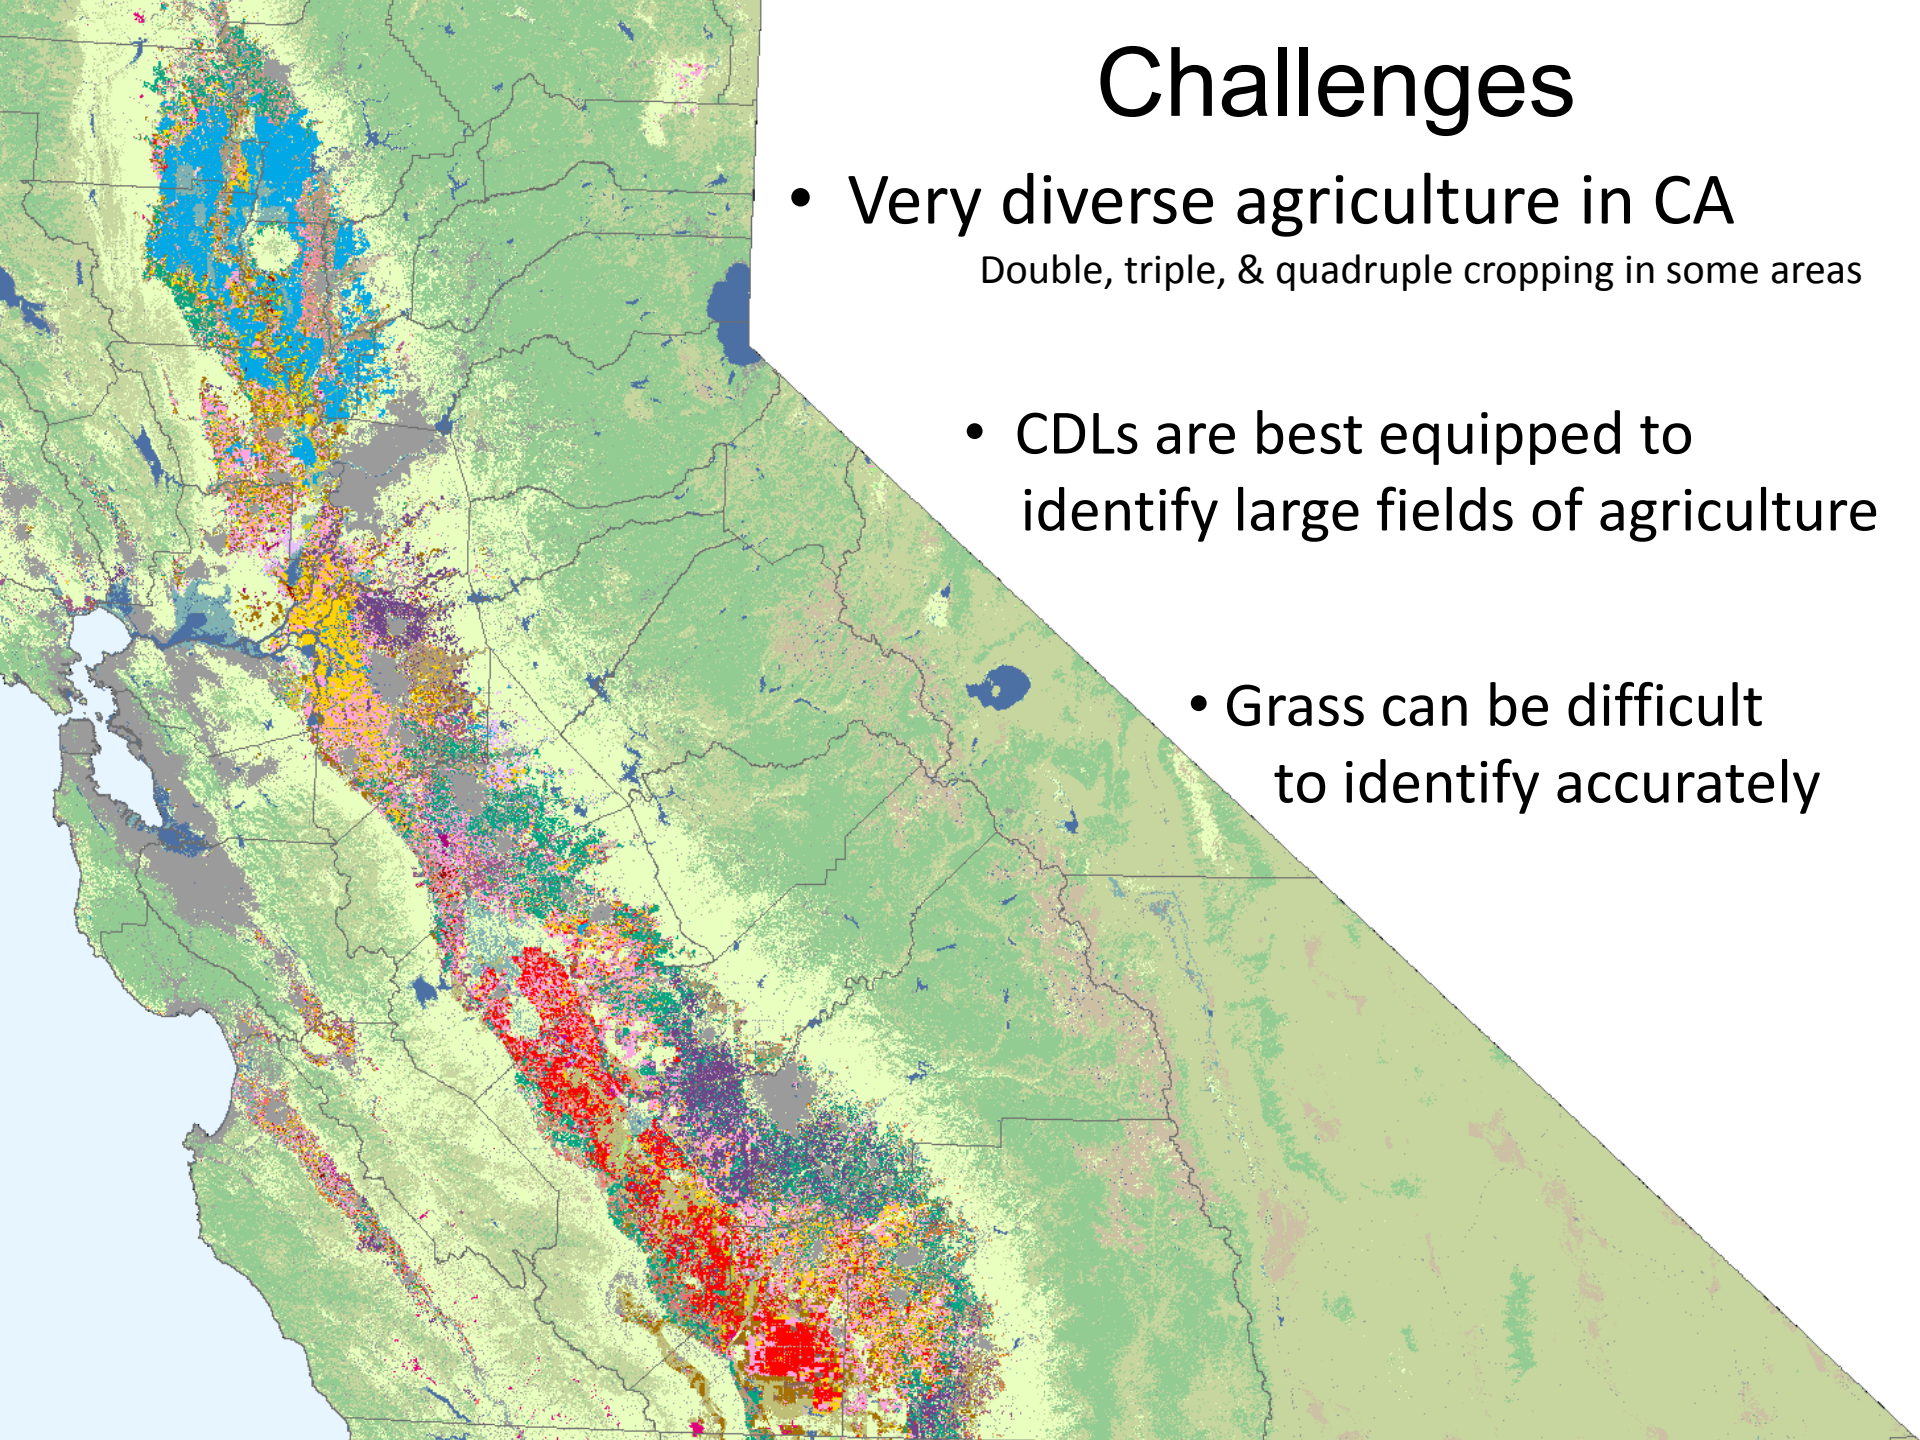 Challenges
• Very diverse agriculture in CA
Double, triple, & quadruple cropping in some areas
• CDLs are best equipped to
identify large fields of agriculture
• Grass can be difficult
to identify accurately